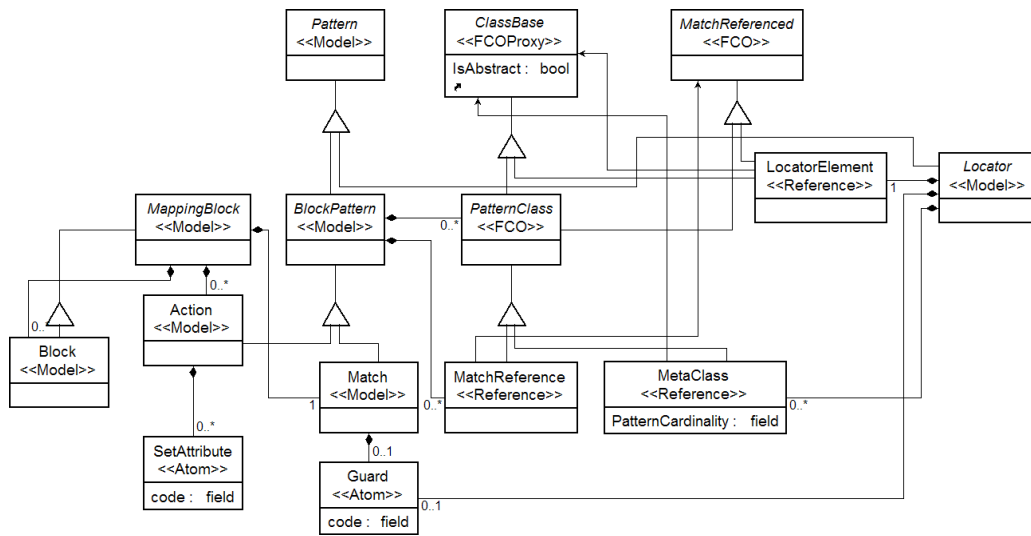 Pattern
<<Model>>
ClassBase
<<FCOProxy>>
IsAbstract : bool
MatchReferenced
<<FCO>>
LocatorElement
<<Reference>>
1
Locator
<<Model>>
MappingBlock
<<Model>>
BlockPattern
<<Model>>
0..*
PatternClass
<<FCO>>
0..*
Action
<<Model>>
0..*
Block
<<Model>>
1
Match
<<Model>>
0..*
MatchReference
<<Reference>>
MetaClass
<<Reference>>
PatternCardinality : field
0..*
0..*
SetAttribute
<<Atom>>
code : field
0..1
Guard
<<Atom>>
code : field
0..1